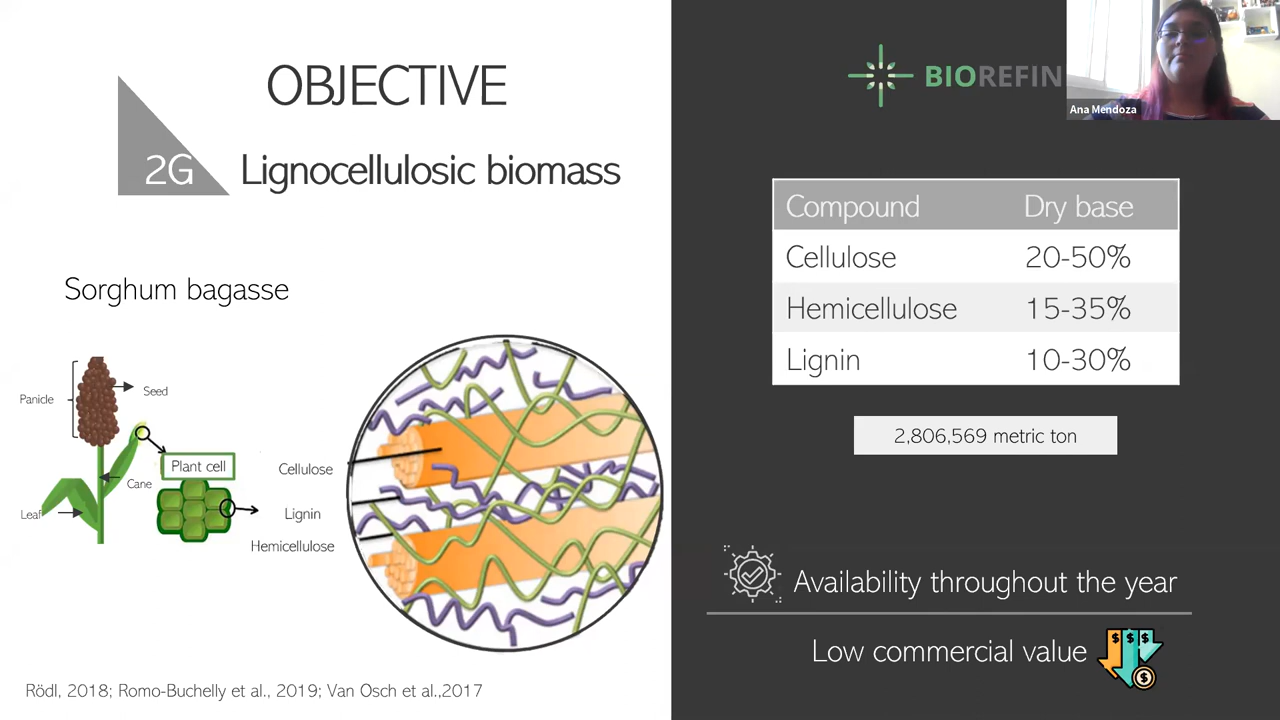 OBJECTIVE
2G
Lignocellulosic biomass
Sorghum bagasse
Panicle
Seed
Plant cell
Cane
Leaf
Cellulose
Lignin
Hemicellulose
Rödl, 2018; Romo-Buchelly et al., 2019; Van Osch et al.,2017
BIOREFIN
Ana Mendoza
Compound Dry base
Cellulose 20-50%
Hemicellulose 15-35%
Lignin 10-30%
2,806,569 metric ton
Availability throughout the year
Low commercial value
$ $ $
$